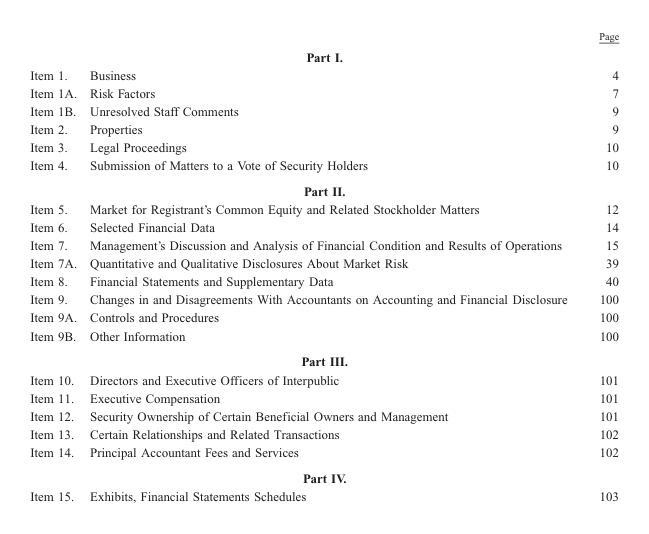 Page
Part I.
Item 1. Business 4
Item 1A. Risk Factors 7
Item 1B. Unresolved Staff Comments 9
Item 2. Properties 9
Item 3. Legal Proceedings 10
Item 4. Submission of Matters to a Vote of Security Holders 10
Part II.
Item 5. Market for Registrant's Common Equity and Related Stockholder Matters 12
Item 6. Selected Financial Data 14
Item 7. Management's Discussion and Analysis of Financial Condition and Results of Operations 15
Item 7A. Quantitative and Qualitative Disclosures About Market Risk 39
Item 8. Financial Statements and Supplementary Data 40
Item 9. Changes in and Disagreements With Accountants on Accounting and Financial Disclosure 100
Item 9A. Controls and Procedures 100
Item 9B. Other Information 100
Part III.
Item 10. Directors and Executive Officers of Interpublic 101
Item 11. Executive Compensation 101
Item 12. Security Ownership of Certain Beneficial Owners and Management 101
Item 13. Certain Relationships and Related Transactions 102
Item 14. Principal Accountant Fees and Services 102
Part IV.
Item 15. Exhibits, Financial Statements Schedules 103